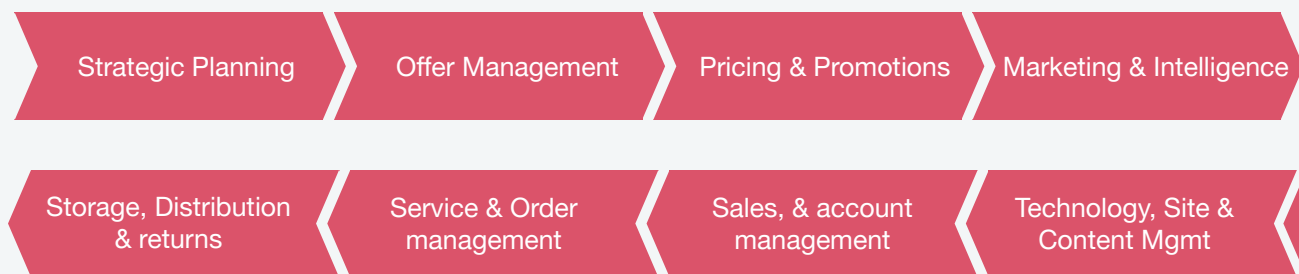 Strategic Planning
Offer Management
Pricing & Promotions
Marketing & Intelligence
Storage, Distribution
& returns
Service & Order
management
Sales, & account
management
Technology, Site &
Content Mgmt